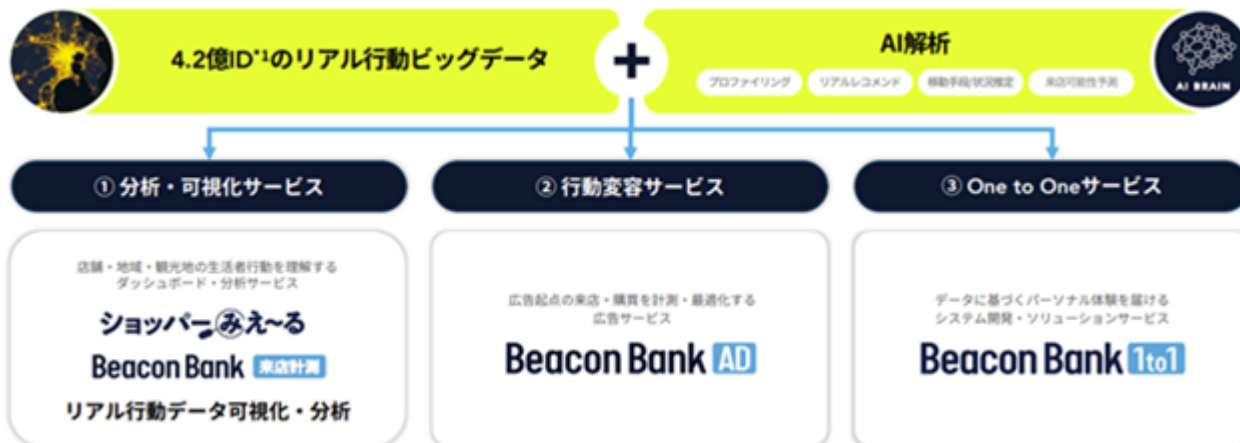 4.2億ID*1のリアル行動ビッグデータ
+
AI解析
プロファイリング
リアルレコメンド
移動手段/状況推定
来店可能性予測
AI BRAIN
① 分析・可視化サービス
② 行動変容サービス
③ One to Oneサービス
店舗・地域・観光地の生活者行動を理解する
ダッシュボード・分析サービス
ショッパーみえ〜る
Beacon Bank 来店計測
リアル行動データ可視化・分析
広告起点の来店・購買を計測・最適化する
広告サービス
Beacon Bank AD
データに基づくパーソナル体験を届ける
システム開発・ソリューションサービス
Beacon Bank 1to1